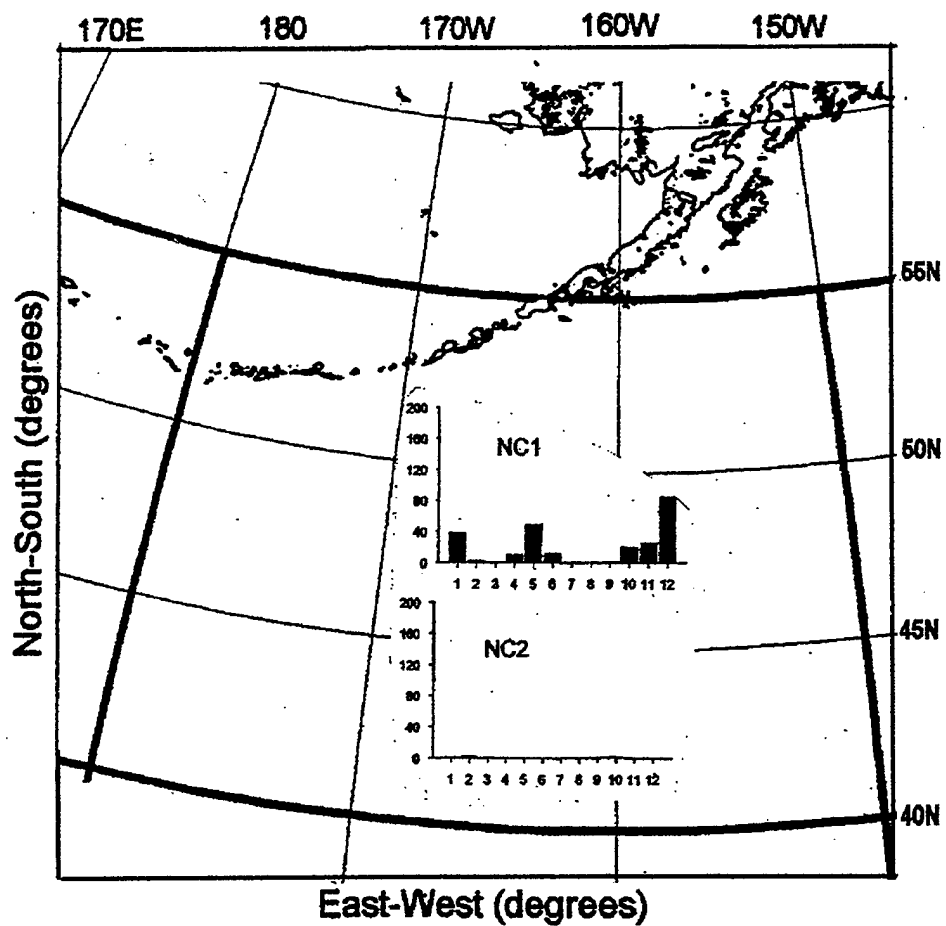 170E 180 170W 160W 150W
55N
50N
45N
40N
North-South (degrees)
East-West (degrees)
NC1
200
160
120
80
40
0
1 2 3 4 5 6 7 8 9 10 11 12
NC2
200
160
120
80
40
0
1 2 3 4 5 6 7 8 9 10 11 12